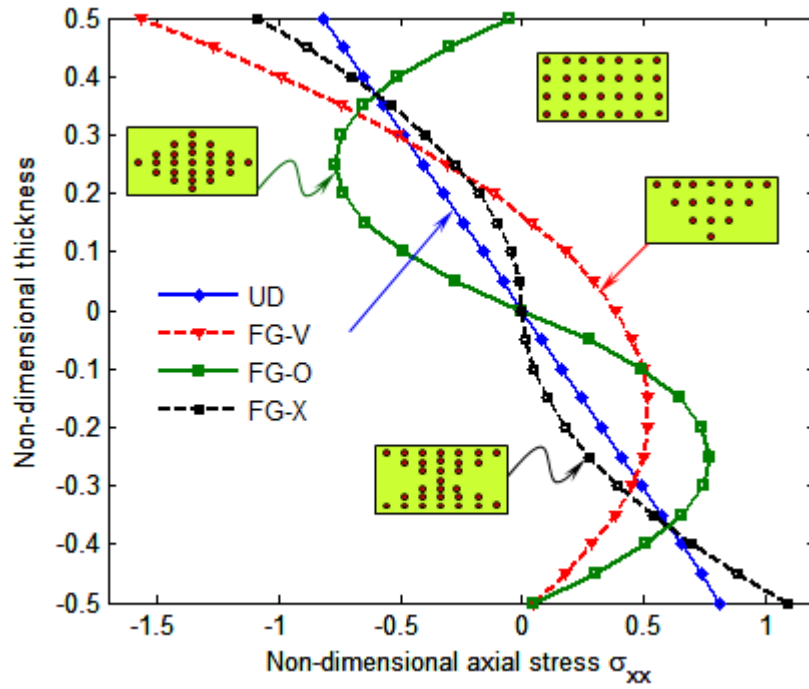 0.5
0.4
0.3
0.2
0.1
0
-0.1
-0.2
-0.3
-0.4
-0.5
Non-dimensional thickness
UD
FG-V
FG-O
FG-X
-1.5
-1
-0.5
0
0.5
1
Non-dimensional axial stress σxx